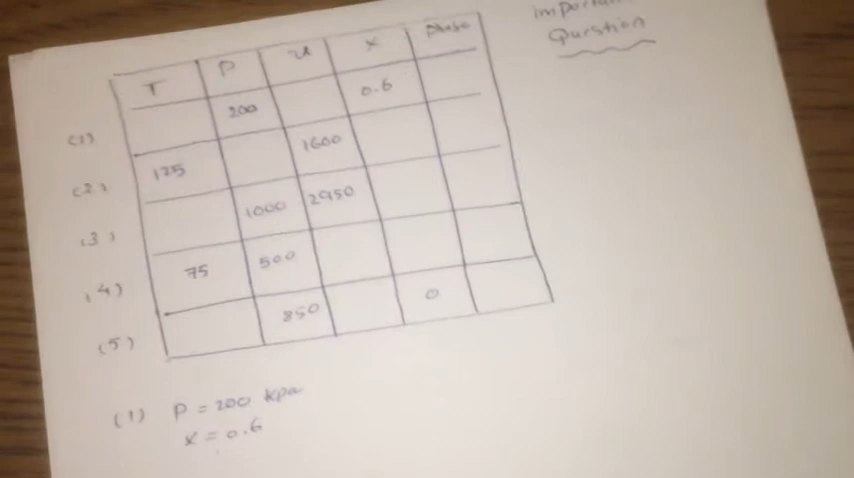 Question
T P u x phase
(1) 200 0.6
(2) 125 1600
(3) 1000 2950
(4) 75 500
(5) 850 0
(1) P = 200 kpa
x = 0.6